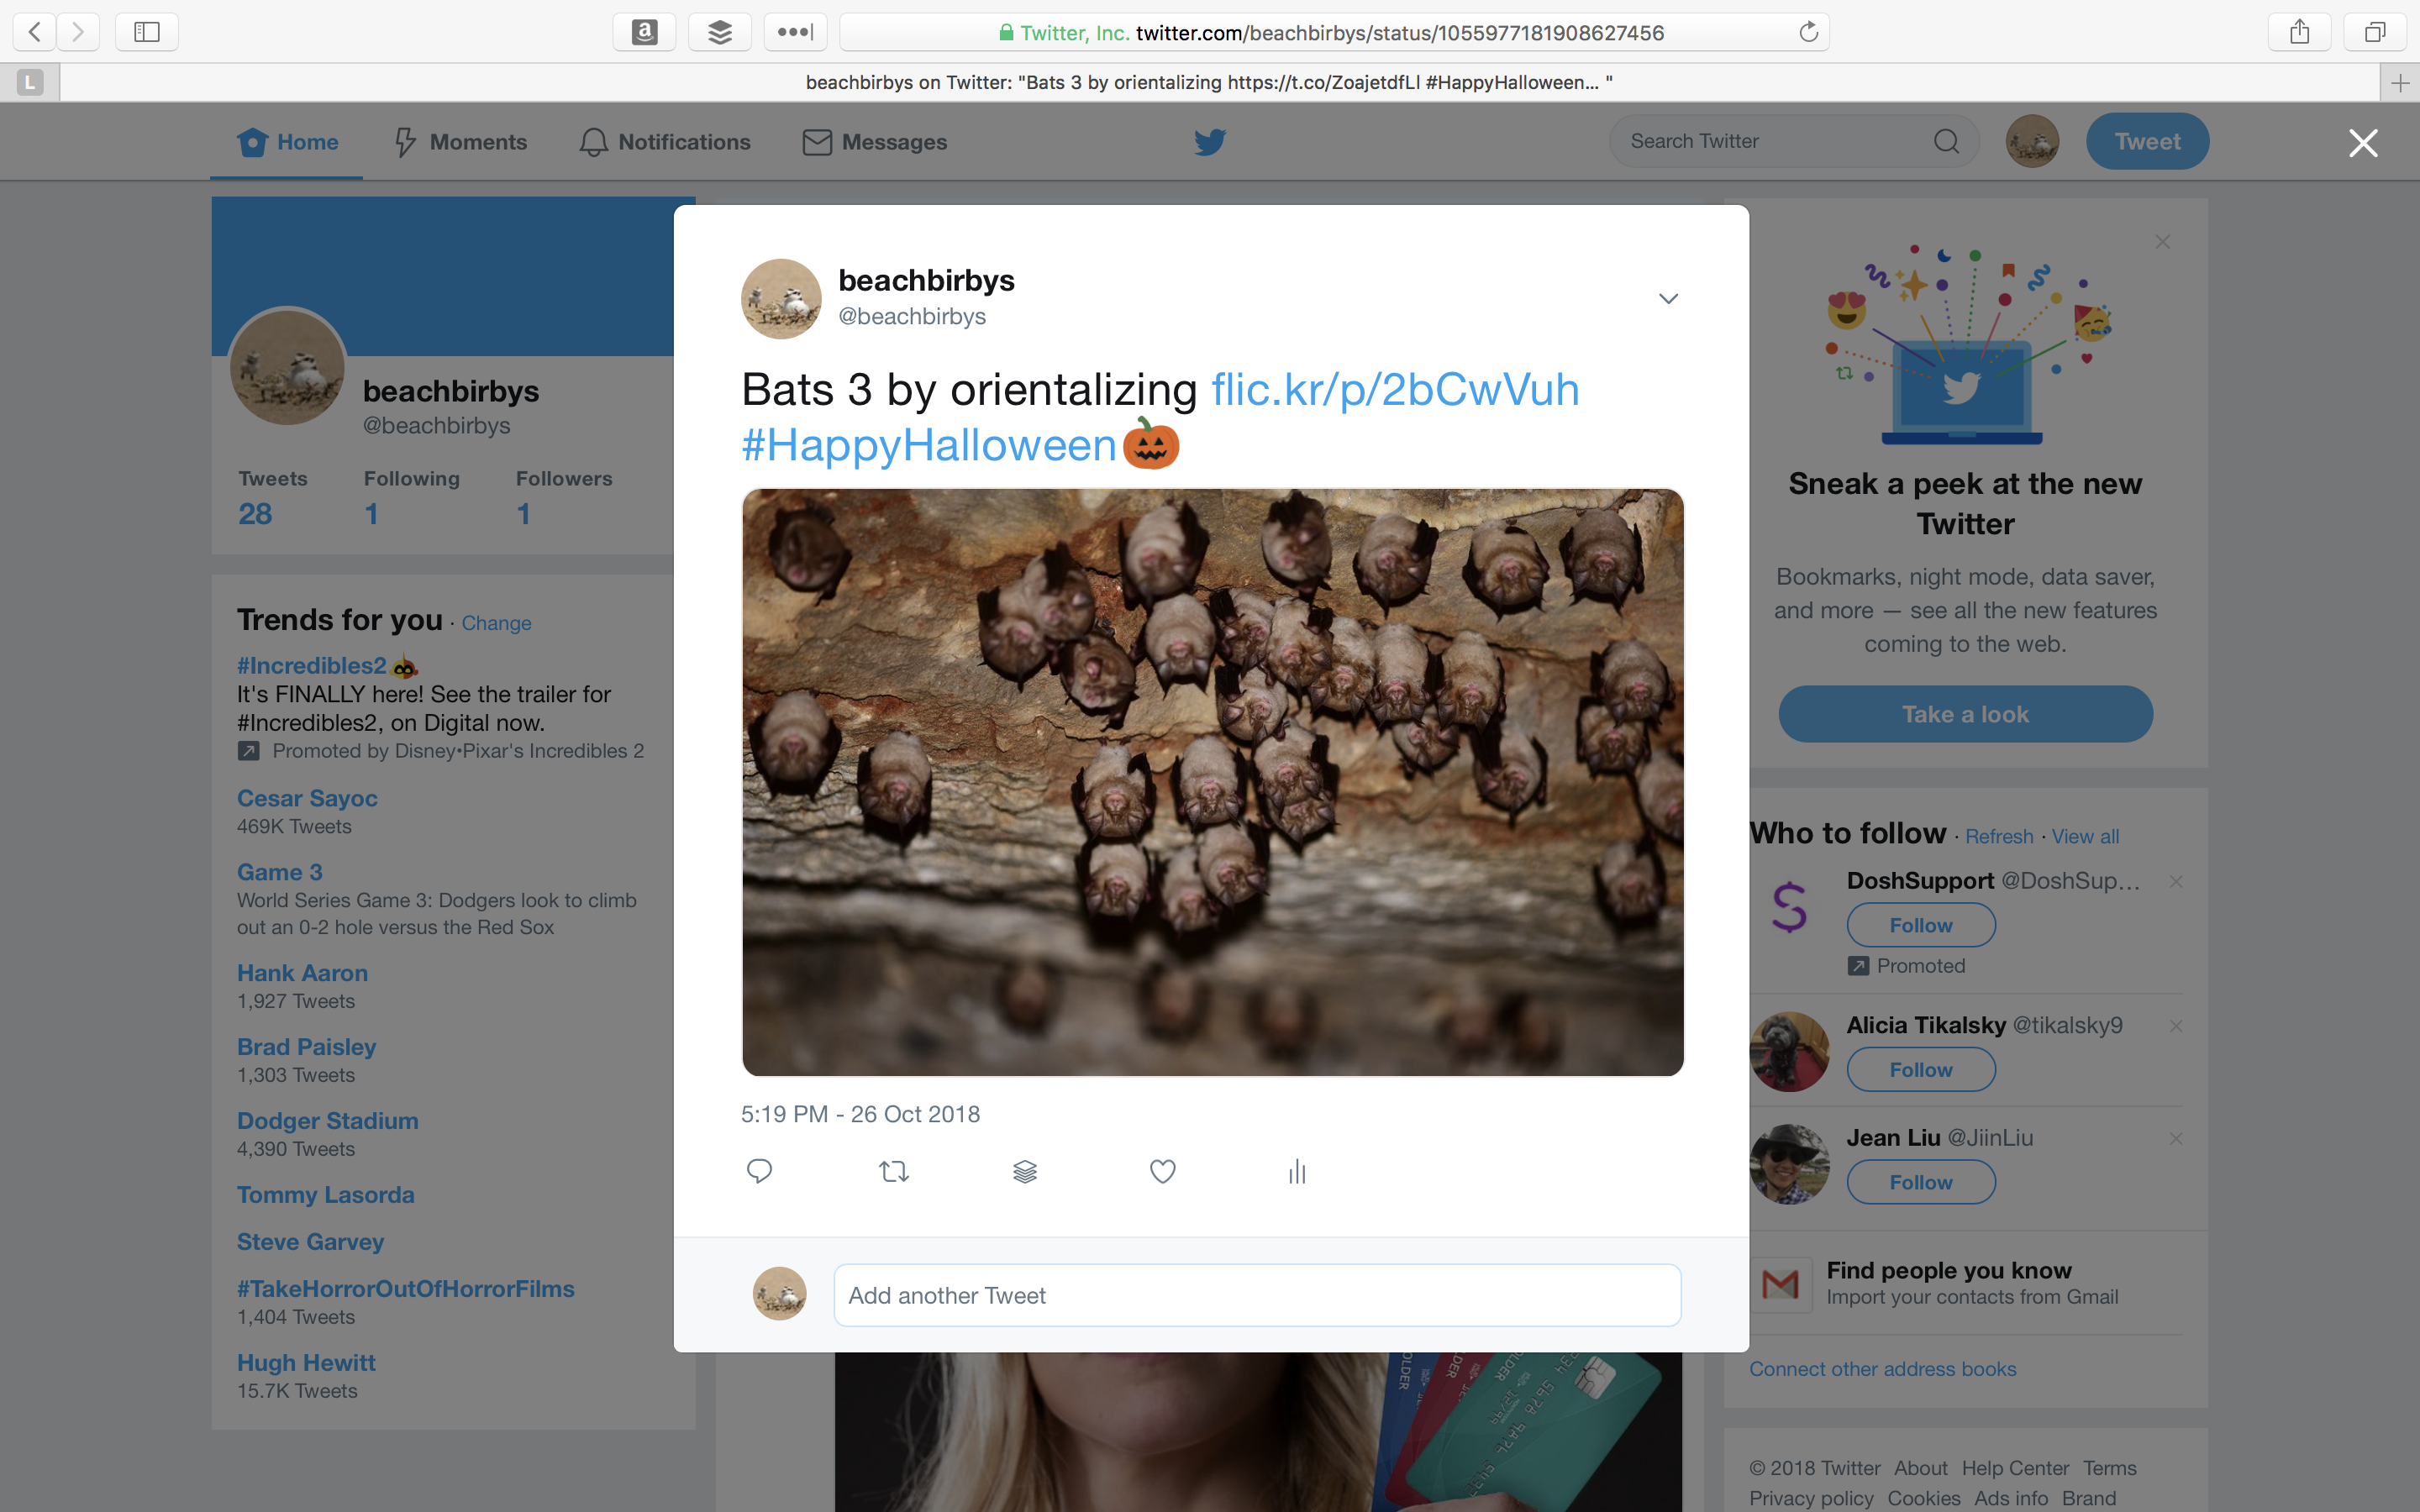 Twitter, Inc. twitter.com/beachbirbys/status/1055977181908627456
L
beachbirbys on Twitter: "Bats 3 by orientalizing https://t.co/ZoajetdfLl #HappyHalloween... "
Home
Moments
Notifications
Messages
Search Twitter
Tweet
beachbirbys
@beachbirbys
Tweets Following Followers
28 1 1
Trends for you · Change
#Incredibles2
It's FINALLY here! See the trailer for
#Incredibles2, on Digital now.
Promoted by Disney•Pixar's Incredibles 2
Cesar Sayoc
469K Tweets
Game 3
World Series Game 3: Dodgers look to climb
out an 0-2 hole versus the Red Sox
Hank Aaron
1,927 Tweets
Brad Paisley
1,303 Tweets
Dodger Stadium
4,390 Tweets
Tommy Lasorda
Steve Garvey
#TakeHorrorOutOfHorrorFilms
1,404 Tweets
Hugh Hewitt
15.7K Tweets
beachbirbys
@beachbirbys
Bats 3 by orientalizing flic.kr/p/2bCwVuh
#HappyHalloween🎃
5:19 PM - 26 Oct 2018
Add another Tweet
Sneak a peek at the new
Twitter
Bookmarks, night mode, data saver,
and more — see all the new features
coming to the web.
Take a look
Who to follow · Refresh · View all
DoshSupport @DoshSup...
Follow
Promoted
Alicia Tikalsky @tikalsky9
Follow
Jean Liu @JiinLiu
Follow
Find people you know
Import your contacts from Gmail
Connect other address books
© 2018 Twitter About Help Center Terms
Privacy policy Cookies Ads info Brand